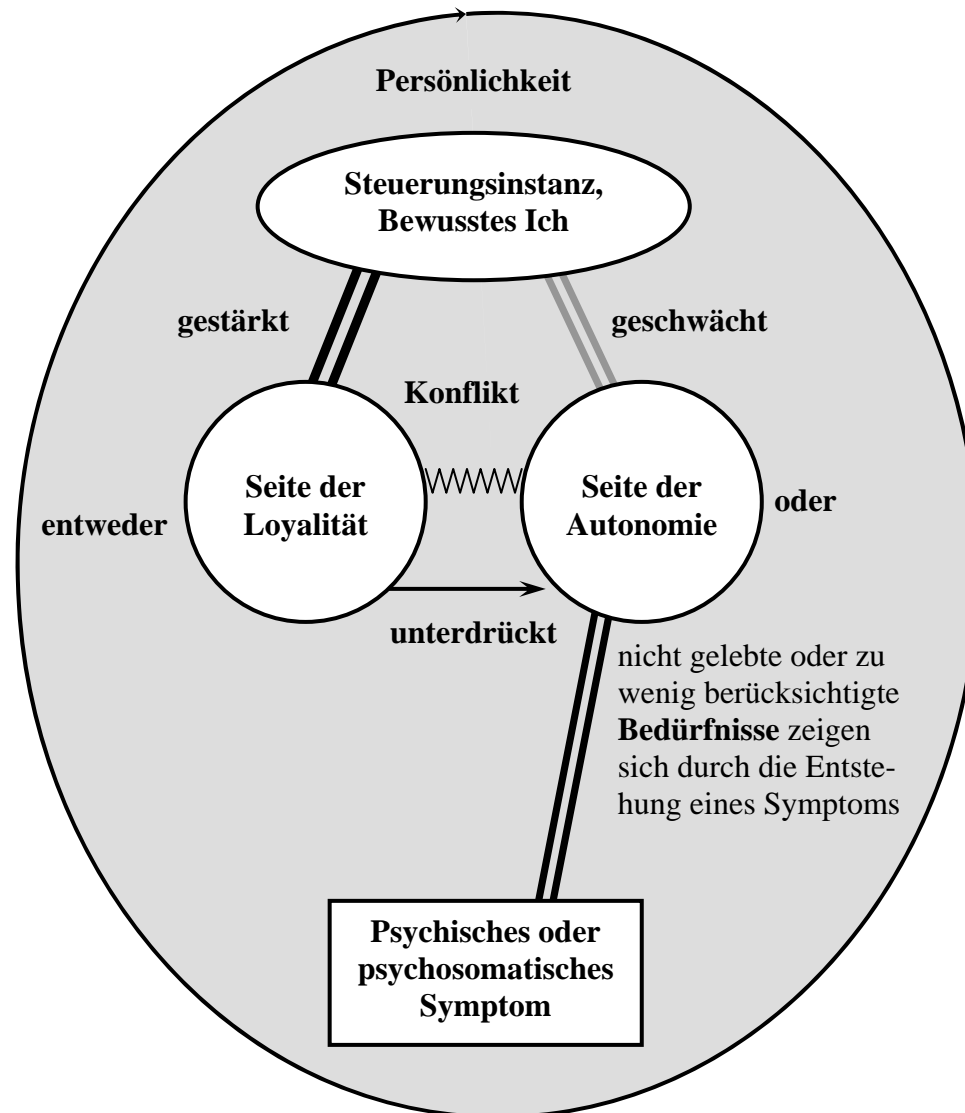 Persönlichkeit
Steuerungsinstanz,
Bewusstes Ich
gestärkt
geschwächt
Konflikt
entweder
Seite der
Loyalität
Seite der
Autonomie
oder
unterdrückt
nicht gelebte oder zu
wenig berücksichtigte
Bedürfnisse zeigen
sich durch die Entste-
hung eines Symptoms
Psychisches oder
psychosomatisches
Symptom